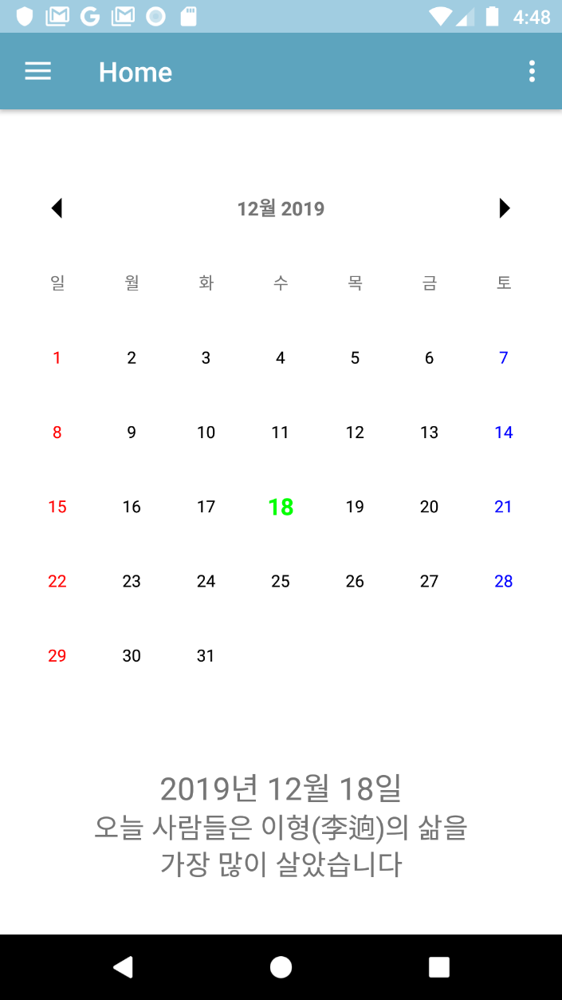 4:48
Home
12월 2019
일 월 화 수 목 금 토
1 2 3 4 5 6 7
8 9 10 11 12 13 14
15 16 17 18 19 20 21
22 23 24 25 26 27 28
29 30 31
2019년 12월 18일
오늘 사람들은 이형(李逈)의 삶을
가장 많이 살았습니다